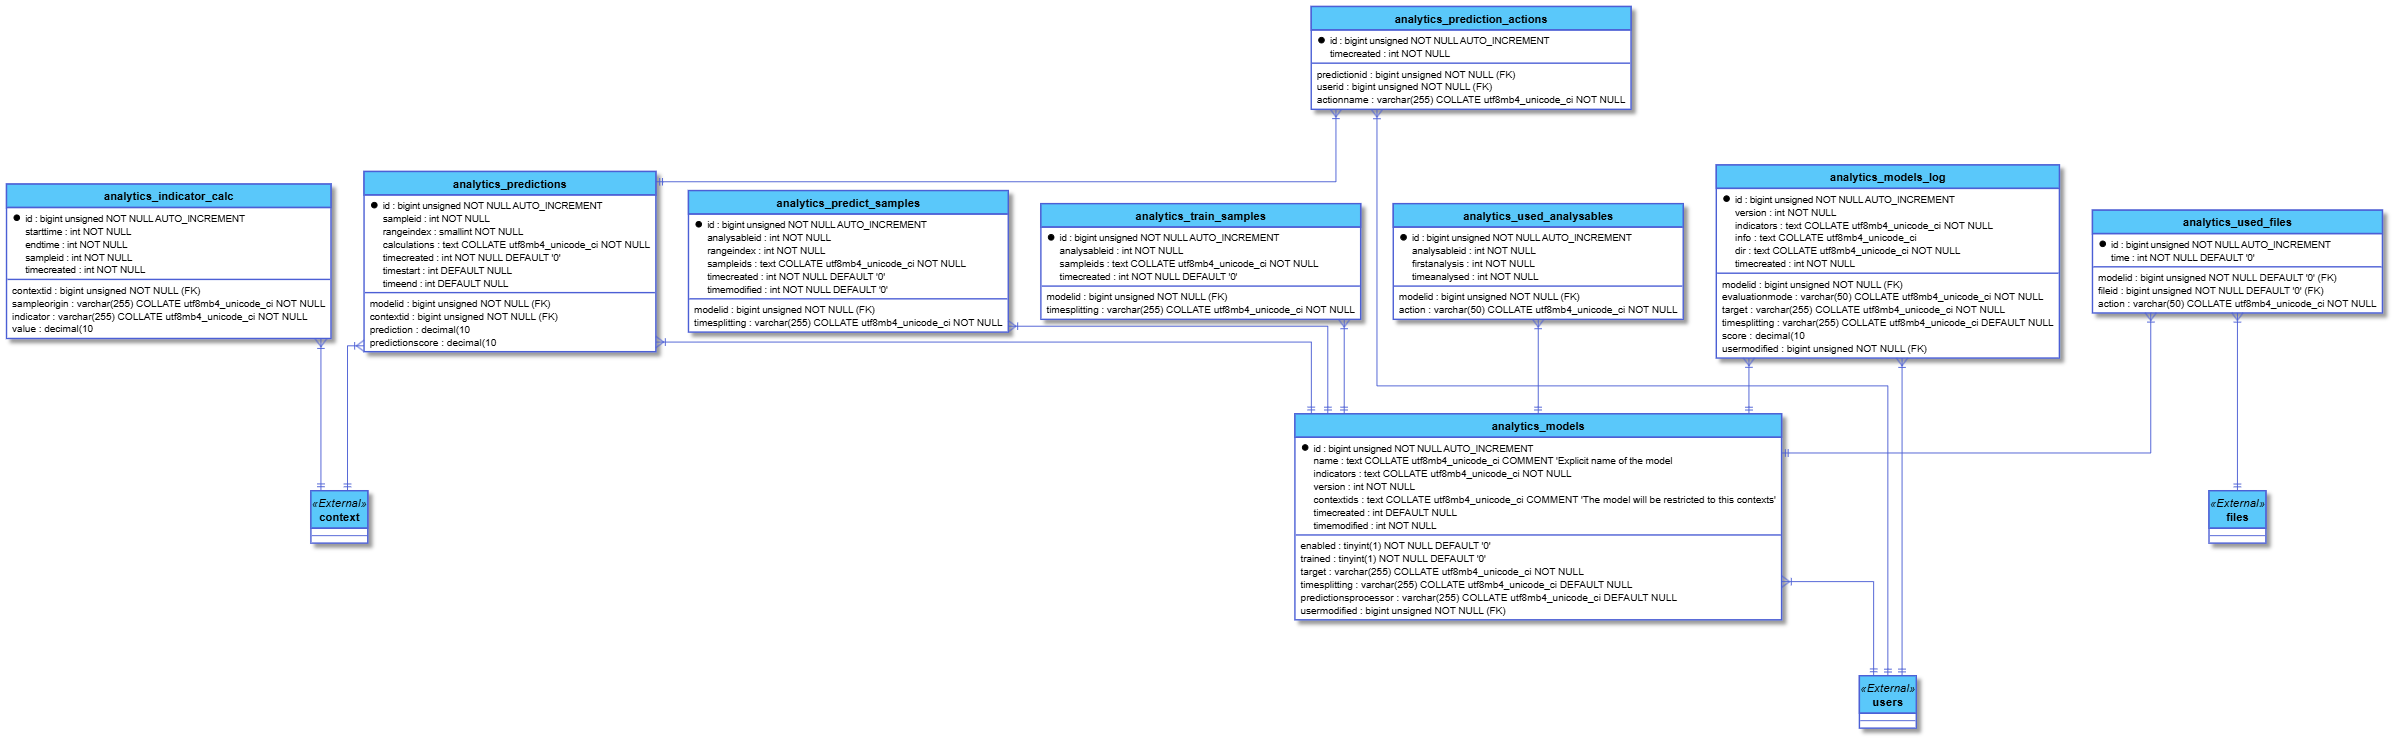 analytics_prediction_actions
id : bigint unsigned NOT NULL AUTO_INCREMENT
timecreated : int NOT NULL
predictionid : bigint unsigned NOT NULL (FK)
userid : bigint unsigned NOT NULL (FK)
actionname : varchar(255) COLLATE utf8mb4_unicode_ci NOT NULL
analytics_indicator_calc
id : bigint unsigned NOT NULL AUTO_INCREMENT
starttime : int NOT NULL
endtime : int NOT NULL
sampleid : int NOT NULL
timecreated : int NOT NULL
contextid : bigint unsigned NOT NULL (FK)
sampleorigin : varchar(255) COLLATE utf8mb4_unicode_ci NOT NULL
indicator : varchar(255) COLLATE utf8mb4_unicode_ci NOT NULL
value : decimal(10
analytics_predictions
id : bigint unsigned NOT NULL AUTO_INCREMENT
sampleid : int NOT NULL
rangeindex : smallint NOT NULL
calculations : text COLLATE utf8mb4_unicode_ci NOT NULL
timecreated : int NOT NULL DEFAULT '0'
timestart : int DEFAULT NULL
timeend : int DEFAULT NULL
modelid : bigint unsigned NOT NULL (FK)
contextid : bigint unsigned NOT NULL (FK)
prediction : decimal(10
predictionscore : decimal(10
analytics_predict_samples
id : bigint unsigned NOT NULL AUTO_INCREMENT
analysableid : int NOT NULL
rangeindex : int NOT NULL
sampleids : text COLLATE utf8mb4_unicode_ci NOT NULL
timecreated : int NOT NULL DEFAULT '0'
timemodified : int NOT NULL DEFAULT '0'
modelid : bigint unsigned NOT NULL (FK)
timesplitting : varchar(255) COLLATE utf8mb4_unicode_ci NOT NULL
analytics_train_samples
id : bigint unsigned NOT NULL AUTO_INCREMENT
analysableid : int NOT NULL
sampleids : text COLLATE utf8mb4_unicode_ci NOT NULL
timecreated : int NOT NULL DEFAULT '0'
modelid : bigint unsigned NOT NULL (FK)
timesplitting : varchar(255) COLLATE utf8mb4_unicode_ci NOT NULL
analytics_used_analysables
id : bigint unsigned NOT NULL AUTO_INCREMENT
analysableid : int NOT NULL
firstanalysis : int NOT NULL
timeanalysed : int NOT NULL
modelid : bigint unsigned NOT NULL (FK)
action : varchar(50) COLLATE utf8mb4_unicode_ci NOT NULL
analytics_models_log
id : bigint unsigned NOT NULL AUTO_INCREMENT
version : int NOT NULL
indicators : text COLLATE utf8mb4_unicode_ci NOT NULL
info : text COLLATE utf8mb4_unicode_ci
dir : text COLLATE utf8mb4_unicode_ci NOT NULL
timecreated : int NOT NULL
modelid : bigint unsigned NOT NULL (FK)
evaluationmode : varchar(50) COLLATE utf8mb4_unicode_ci NOT NULL
target : varchar(255) COLLATE utf8mb4_unicode_ci NOT NULL
timesplitting : varchar(255) COLLATE utf8mb4_unicode_ci DEFAULT NULL
score : decimal(10
usermodified : bigint unsigned NOT NULL (FK)
analytics_used_files
id : bigint unsigned NOT NULL AUTO_INCREMENT
time : int NOT NULL DEFAULT '0'
modelid : bigint unsigned NOT NULL DEFAULT '0' (FK)
fileid : bigint unsigned NOT NULL DEFAULT '0' (FK)
action : varchar(50) COLLATE utf8mb4_unicode_ci NOT NULL
analytics_models
id : bigint unsigned NOT NULL AUTO_INCREMENT
name : text COLLATE utf8mb4_unicode_ci COMMENT 'Explicit name of the model
indicators : text COLLATE utf8mb4_unicode_ci NOT NULL
version : int NOT NULL
contextids : text COLLATE utf8mb4_unicode_ci COMMENT 'The model will be restricted to this contexts'
timecreated : int DEFAULT NULL
timemodified : int NOT NULL
enabled : tinyint(1) NOT NULL DEFAULT '0'
trained : tinyint(1) NOT NULL DEFAULT '0'
target : varchar(255) COLLATE utf8mb4_unicode_ci NOT NULL
timesplitting : varchar(255) COLLATE utf8mb4_unicode_ci DEFAULT NULL
predictionsprocessor : varchar(255) COLLATE utf8mb4_unicode_ci DEFAULT NULL
usermodified : bigint unsigned NOT NULL (FK)
«External»
context
«External»
files
«External»
users